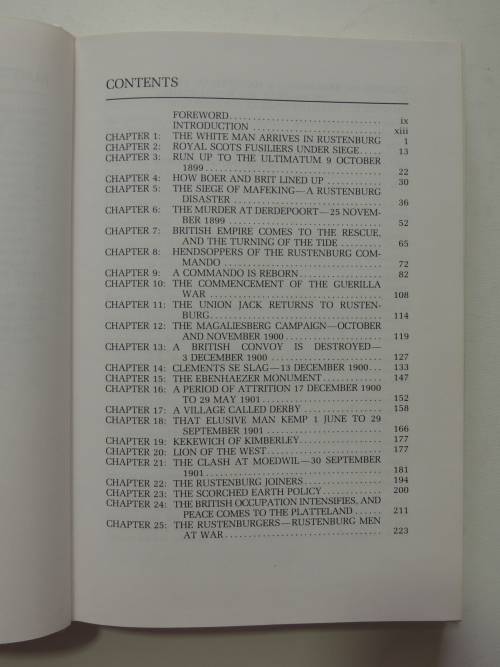 CONTENTS
FOREWORD................................ ix
INTRODUCTION ........................... xiii
CHAPTER 1: THE WHITE MAN ARRIVES IN RUSTENBURG 1
CHAPTER 2: ROYAL SCOTS FUSILIERS UNDER SIEGE..... 13
CHAPTER 3: RUN UP TO THE ULTIMATUM 9 OCTOBER
1899...................................... 22
CHAPTER 4: HOW BOER AND BRIT LINED UP ............ 30
CHAPTER 5: THE SIEGE OF MAFEKING—A RUSTENBURG
DISASTER ................................ 36
CHAPTER 6: THE MURDER AT DERDEPOORT—25 NOVEM-
BER 1899 ................................. 52
CHAPTER 7: BRITISH EMPIRE COMES TO THE RESCUE,
AND THE TURNING OF THE TIDE ......... 65
CHAPTER 8: HENDSOPPERS OF THE RUSTENBURG COM-
MANDO .................................. 72
CHAPTER 9: A COMMANDO IS REBORN.................. 82
CHAPTER 10: THE COMMENCEMENT OF THE GUERILLA
WAR ..................................... 108
CHAPTER 11: THE UNION JACK RETURNS TO RUSTEN-
BURG..................................... 114
CHAPTER 12: THE MAGALIESBERG CAMPAIGN—OCTOBER
AND NOVEMBER 1900..................... 119
CHAPTER 13: A BRITISH CONVOY IS DESTROYED—
3 DECEMBER 1900 ........................ 127
CHAPTER 14: CLEMENTS SE SLAG—13 DECEMBER 1900... 133
CHAPTER 15: THE EBENHAEZER MONUMENT............. 147
CHAPTER 16: A PERIOD OF ATTRITION 17 DECEMBER 1900
TO 29 MAY 1901.......................... 152
CHAPTER 17: A VILLAGE CALLED DERBY ................. 158
CHAPTER 18: THAT ELUSIVE MAN KEMP 1 JUNE TO 29
SEPTEMBER 1901 ......................... 166
CHAPTER 19: KEKEWICH OF KIMBERLEY.................. 177
CHAPTER 20: LION OF THE WEST......................... 177
CHAPTER 21: THE CLASH AT MOEDWIL—30 SEPTEMBER
1901...................................... 181
CHAPTER 22: THE RUSTENBURG JOINERS................. 194
CHAPTER 23: THE SCORCHED EARTH POLICY............. 200
CHAPTER 24: THE BRITISH OCCUPATION INTENSIFIES, AND
PEACE COMES TO THE PLATTELAND ...... 211
CHAPTER 25: THE RUSTENBURGERS—RUSTENBURG MEN
AT WAR.................................. 223